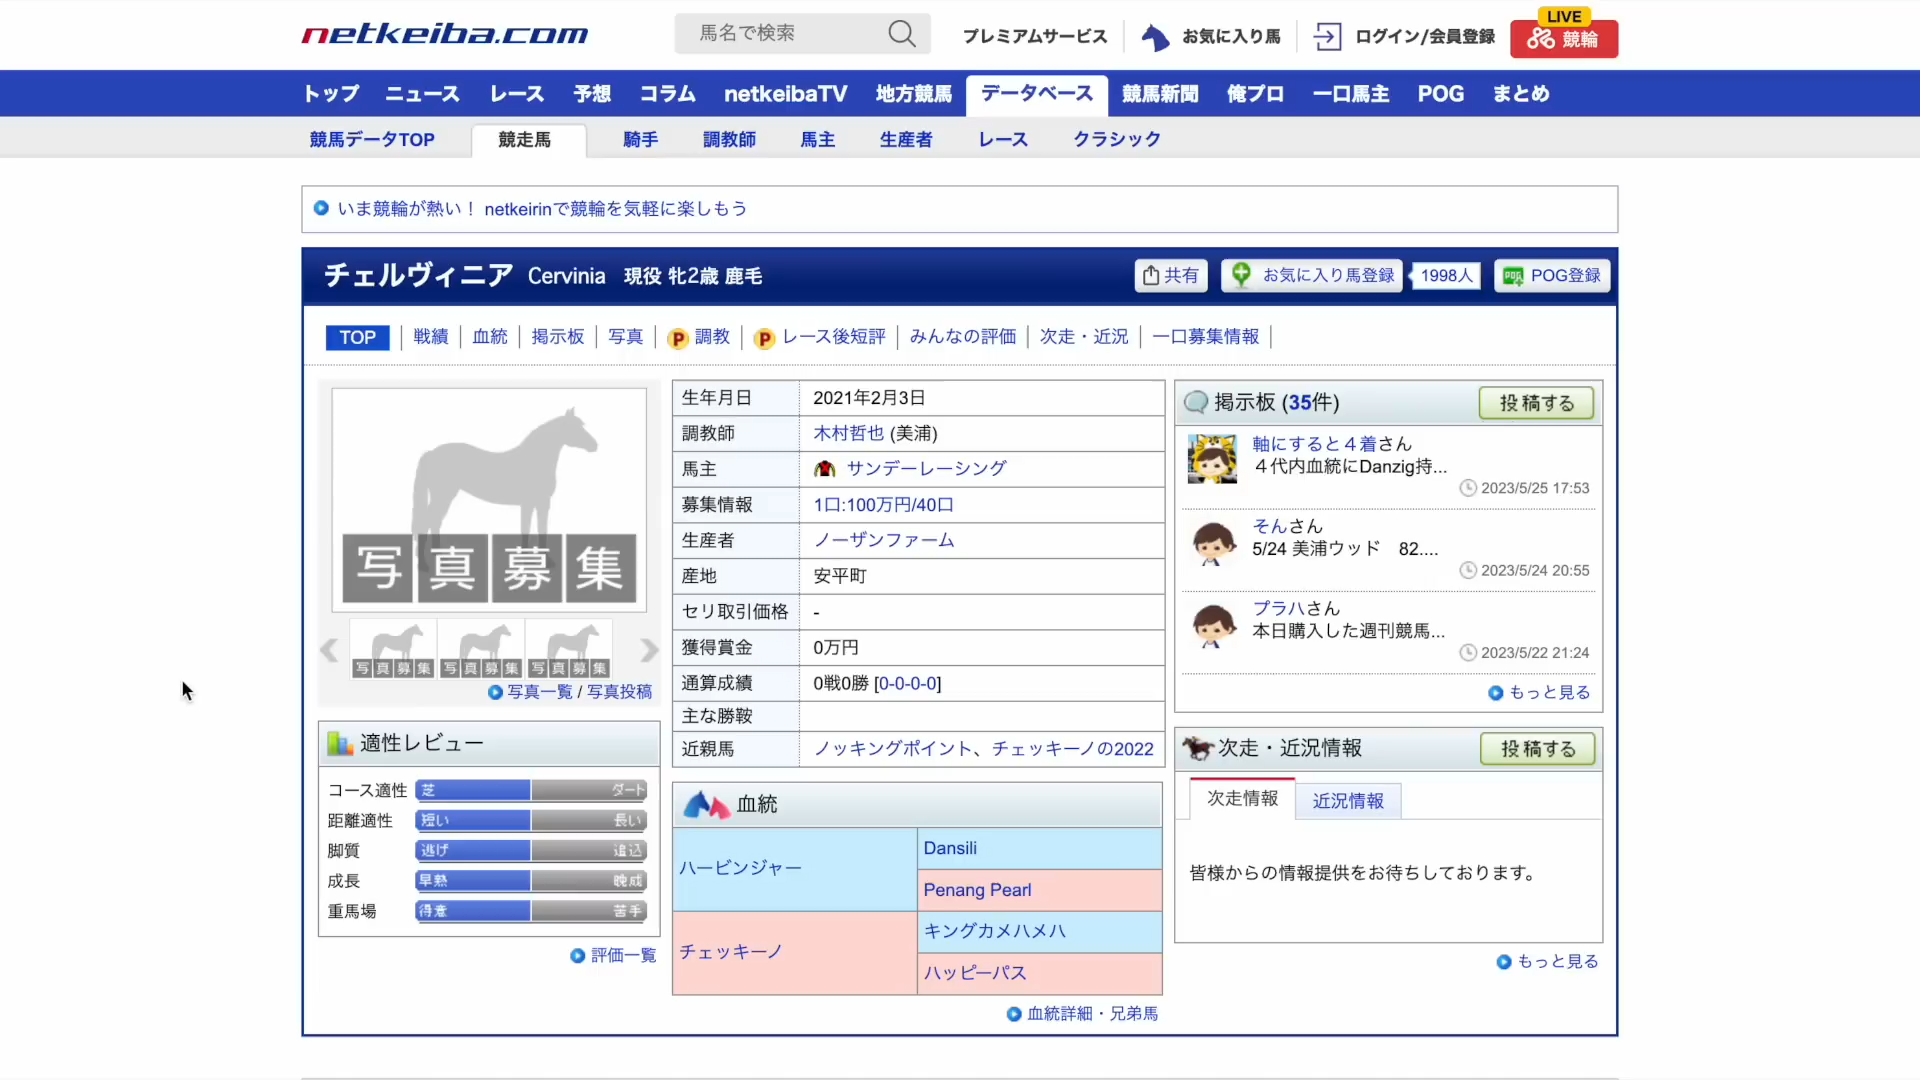 netkeiba.com
馬名で検索
プレミアムサービス
お気に入り馬
ログイン/会員登録
LIVE
競輪
トップ ニュース レース 予想 コラム netkeibaTV 地方競馬 データベース 競馬新聞 俺プロ 一口馬主 POG まとめ
競馬データTOP 競走馬 騎手 調教師 馬主 生産者 レース クラシック
いま競輪が熱い！ netkeirinで競輪を気軽に楽しもう
チェルヴィニア Cervinia 現役 牝2歳 鹿毛
共有
お気に入り馬登録
1998人
POG登録
TOP 戦績 血統 掲示板 写真 P 調教 P レース後短評 みんなの評価 次走・近況 一口募集情報
写真募集
写真募集 写真募集 写真募集
写真一覧 / 写真投稿
適性レビュー
コース適性 芝 ダート
距離適性 短い 長い
脚質 逃げ 追込
成長 早熟 晩成
重馬場 得意 苦手
評価一覧
生年月日 2021年2月3日
調教師 木村哲也 (美浦)
馬主 サンデーレーシング
募集情報 1口:100万円/40口
生産者 ノーザンファーム
産地 安平町
セリ取引価格 -
獲得賞金 0万円
通算成績 0戦0勝 [0-0-0-0]
主な勝鞍
近親馬 ノッキングポイント、チェッキーノの2022
血統
ハービンジャー
Dansili
Penang Pearl
チェッキーノ
キングカメハメハ
ハッピーパス
血統詳細・兄弟馬
掲示板 (35件)
投稿する
軸にすると４着さん
４代内血統にDanzig持...
2023/5/25 17:53
そんさん
5/24 美浦ウッド　82....
2023/5/24 20:55
プラハさん
本日購入した週刊競馬...
2023/5/22 21:24
もっと見る
次走・近況情報
投稿する
次走情報 近況情報
皆様からの情報提供をお待ちしております。
もっと見る